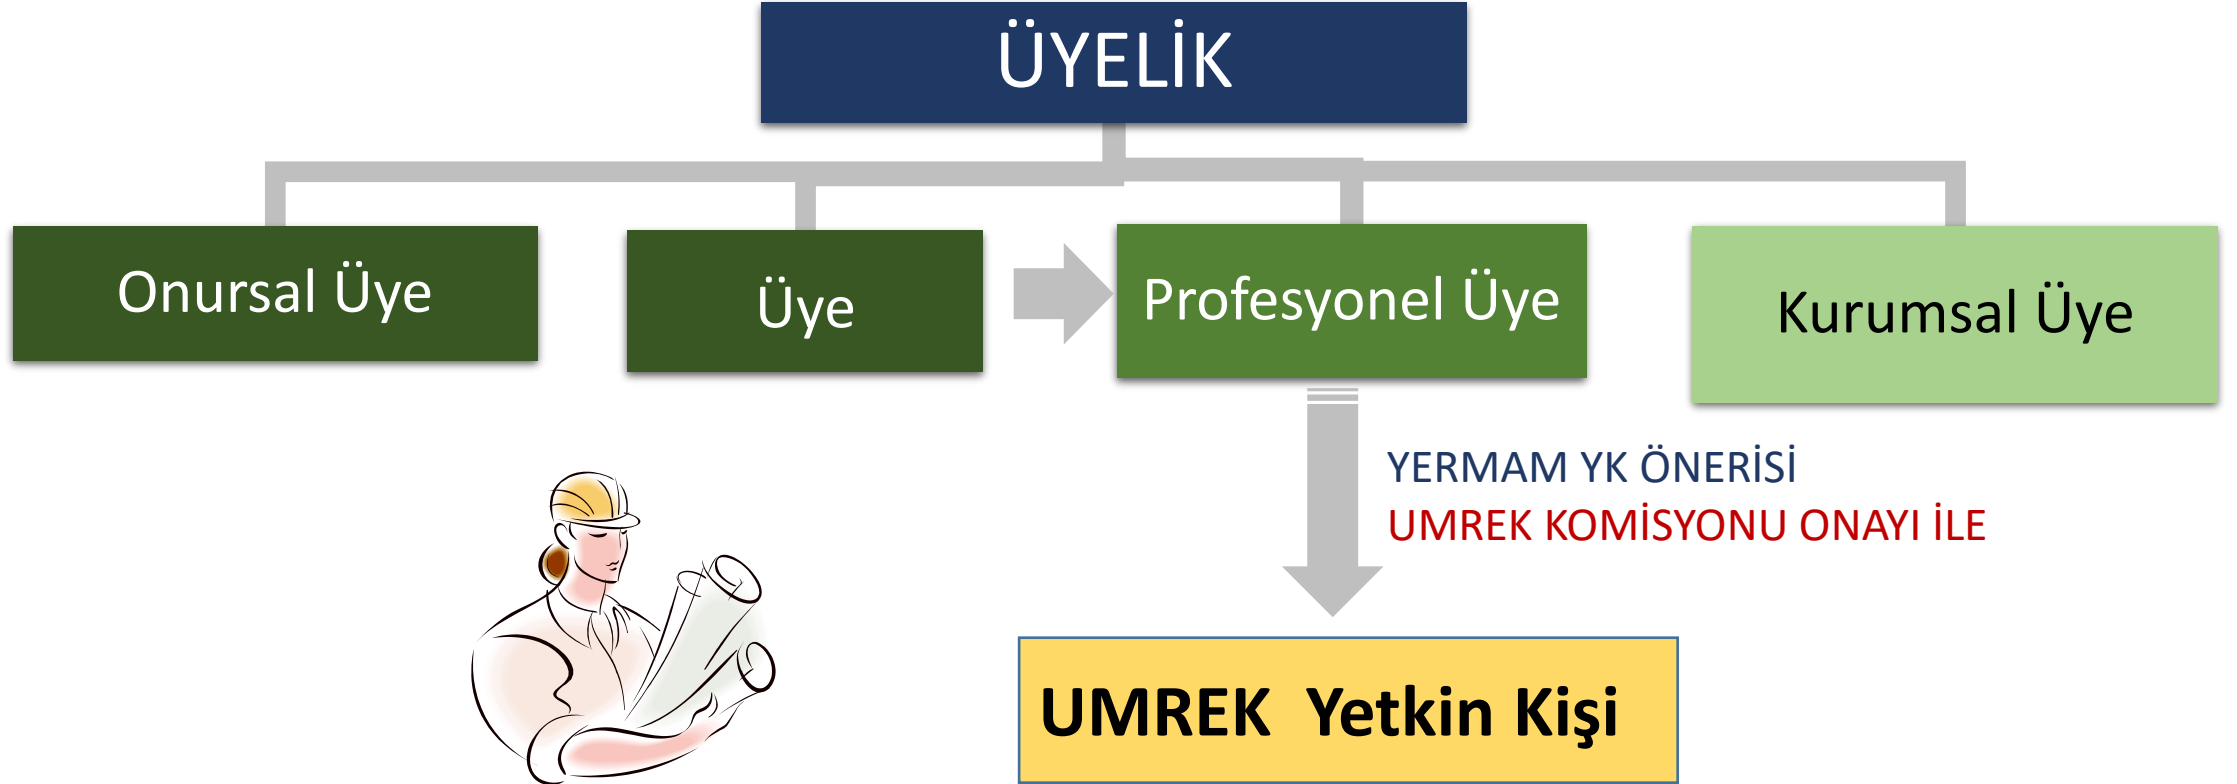 ÜYELİK
Onursal Üye
Üye
Profesyonel Üye
Kurumsal Üye
YERMAM YK ÖNERİSİ
UMREK KOMİSYONU ONAYI İLE
UMREK Yetkin Kişi